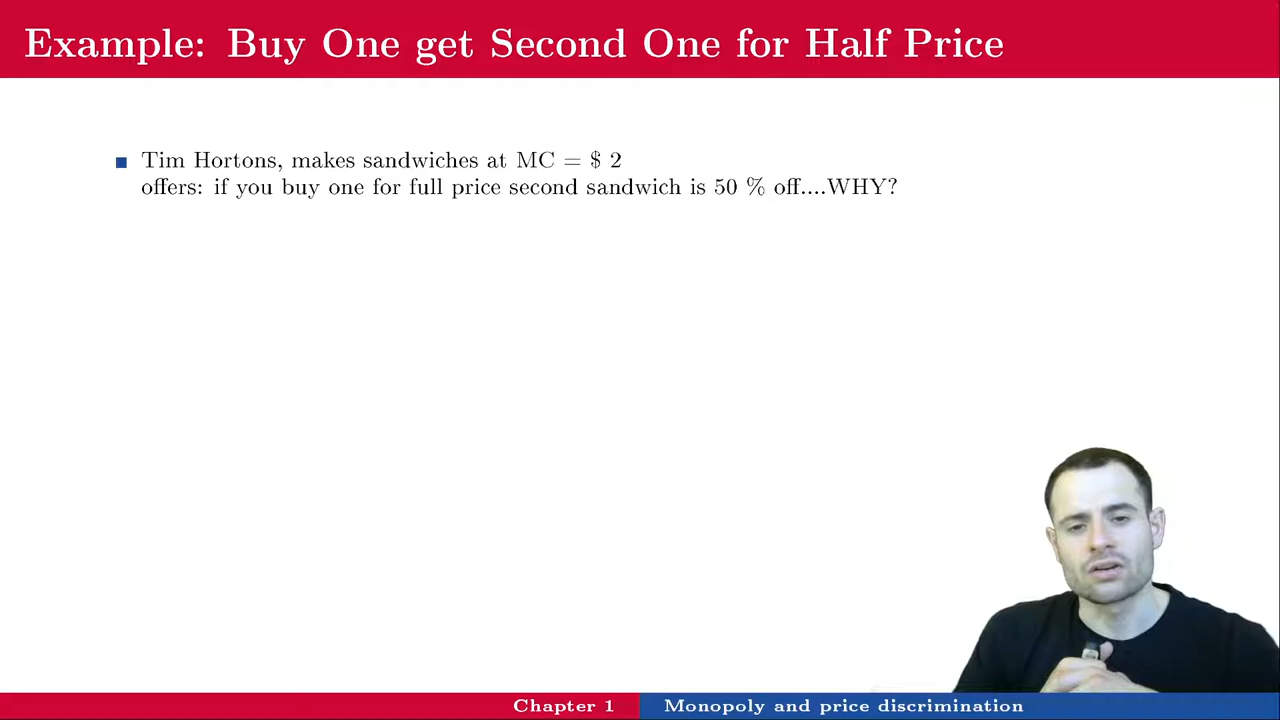 Example: Buy One get Second One for Half Price
Tim Hortons, makes sandwiches at MC = $ 2
offers: if you buy one for full price second sandwich is 50 % off....WHY?
Chapter 1
Monopoly and price discrimination